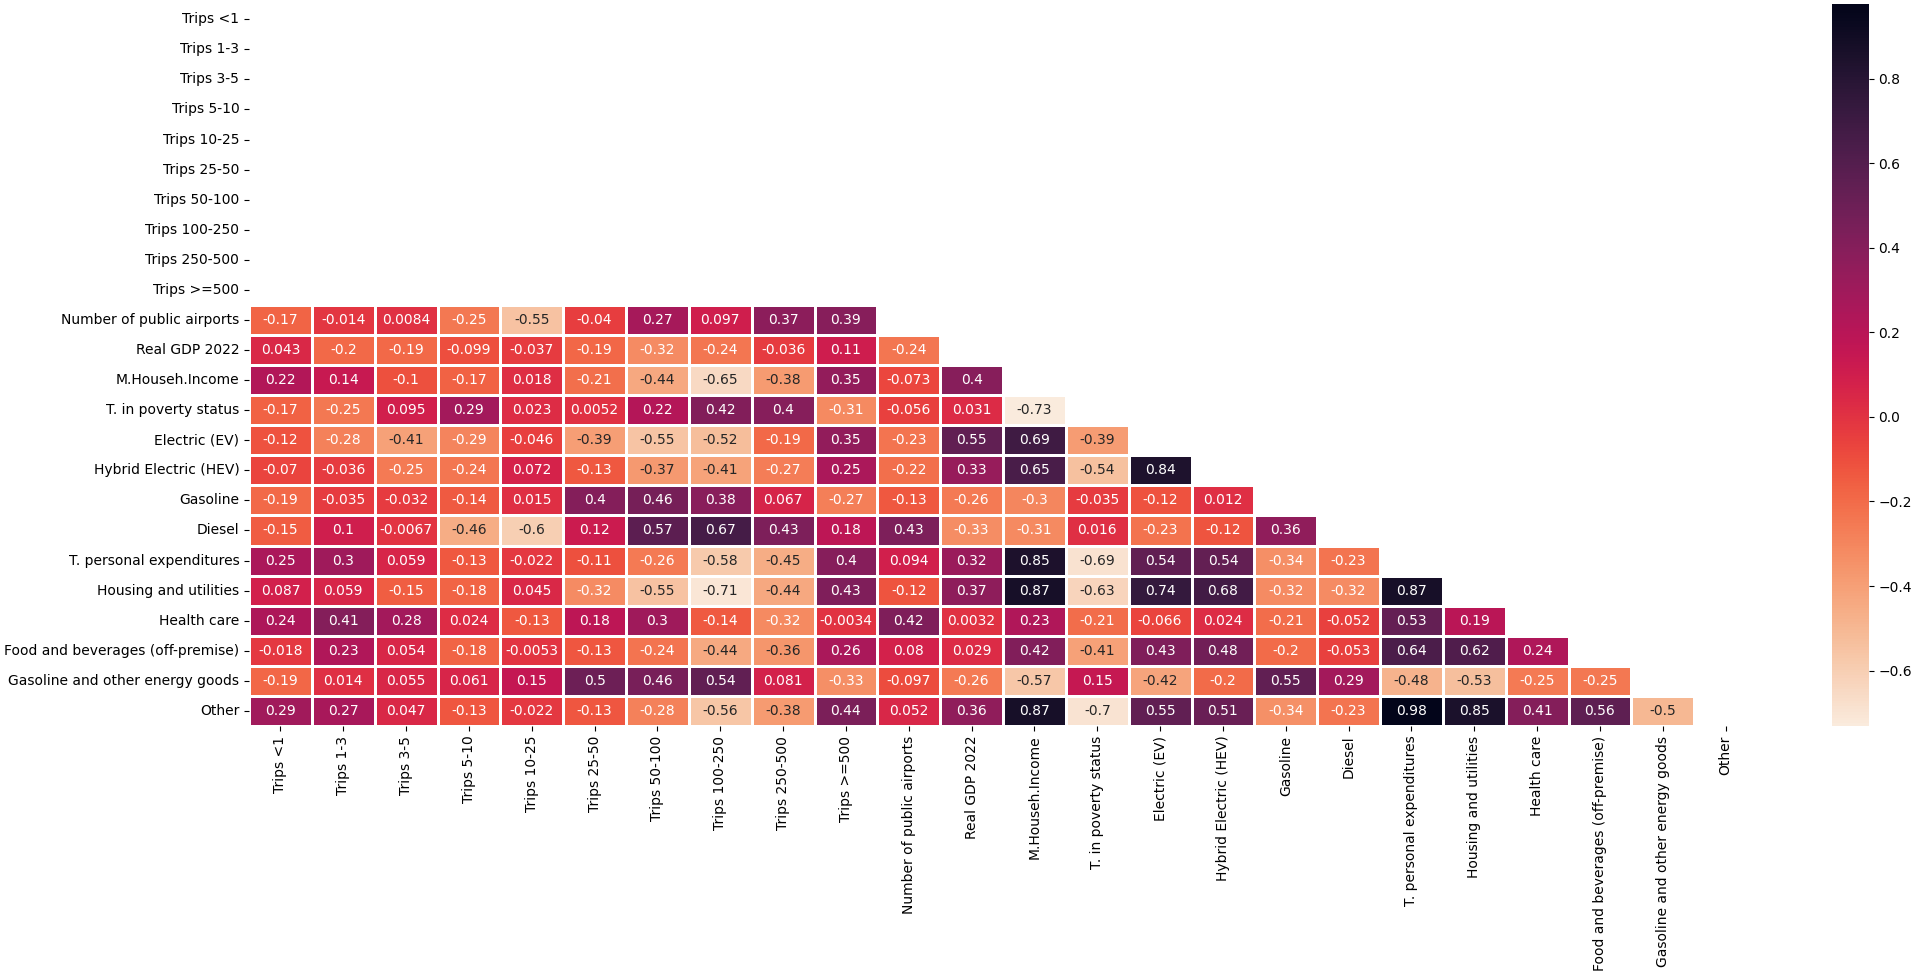 Trips <1
Trips 1-3
Trips 3-5
Trips 5-10
Trips 10-25
Trips 25-50
Trips 50-100
Trips 100-250
Trips 250-500
Trips >=500
Number of public airports -0.17 -0.014 0.0084 -0.25 -0.55 -0.04 0.27 0.097 0.37 0.39
Real GDP 2022 0.043 -0.2 -0.19 -0.099 -0.037 -0.19 -0.32 -0.24 -0.036 0.11 -0.24
M.Househ.Income 0.22 0.14 -0.1 -0.17 0.018 -0.21 -0.44 -0.65 -0.38 0.35 -0.073 0.4
T. in poverty status -0.17 -0.25 0.095 0.29 0.023 0.0052 0.22 0.42 0.4 -0.31 -0.056 0.031 -0.73
Electric (EV) -0.12 -0.28 -0.41 -0.29 -0.046 -0.39 -0.55 -0.52 -0.19 0.35 -0.23 0.55 0.69 -0.39
Hybrid Electric (HEV) -0.07 -0.036 -0.25 -0.24 0.072 -0.13 -0.37 -0.41 -0.27 0.25 -0.22 0.33 0.65 -0.54 0.84
Gasoline -0.19 -0.035 -0.032 -0.14 0.015 0.4 0.46 0.38 0.067 -0.27 -0.13 -0.26 -0.3 -0.035 -0.12 0.012
Diesel -0.15 0.1 -0.0067 -0.46 -0.6 0.12 0.57 0.67 0.43 0.18 0.43 -0.33 -0.31 0.016 -0.23 -0.12 0.36
T. personal expenditures 0.25 0.3 0.059 -0.13 -0.022 -0.11 -0.26 -0.58 -0.45 0.4 0.094 0.32 0.85 -0.69 0.54 0.54 -0.34 -0.23
Housing and utilities 0.087 0.059 -0.15 -0.18 0.045 -0.32 -0.55 -0.71 -0.44 0.43 -0.12 0.37 0.87 -0.63 0.74 0.68 -0.32 -0.32 0.87
Health care 0.24 0.41 0.28 0.024 -0.13 0.18 0.3 -0.14 -0.32 -0.0034 0.42 0.0032 0.23 -0.21 -0.066 0.024 -0.21 -0.052 0.53 0.19
Food and beverages (off-premise) -0.018 0.23 0.054 -0.18 -0.0053 -0.13 -0.24 -0.44 -0.36 0.26 0.08 0.029 0.42 -0.41 0.43 0.48 -0.2 -0.053 0.64 0.62 0.24
Gasoline and other energy goods -0.19 0.014 0.055 0.061 0.15 0.5 0.46 0.54 0.081 -0.33 -0.097 -0.26 -0.57 0.15 -0.42 -0.2 0.55 0.29 -0.48 -0.53 -0.25 -0.25
Other 0.29 0.27 0.047 -0.13 -0.022 -0.13 -0.28 -0.56 -0.38 0.44 0.052 0.36 0.87 -0.7 0.55 0.51 -0.34 -0.23 0.98 0.85 0.41 0.56 -0.5
Trips <1
Trips 1-3
Trips 3-5
Trips 5-10
Trips 10-25
Trips 25-50
Trips 50-100
Trips 100-250
Trips 250-500
Trips >=500
Number of public airports
Real GDP 2022
M.Househ.Income
T. in poverty status
Electric (EV)
Hybrid Electric (HEV)
Gasoline
Diesel
T. personal expenditures
Housing and utilities
Health care
Food and beverages (off-premise)
Gasoline and other energy goods
Other
0.8
0.6
0.4
0.2
0.0
−0.2
−0.4
−0.6